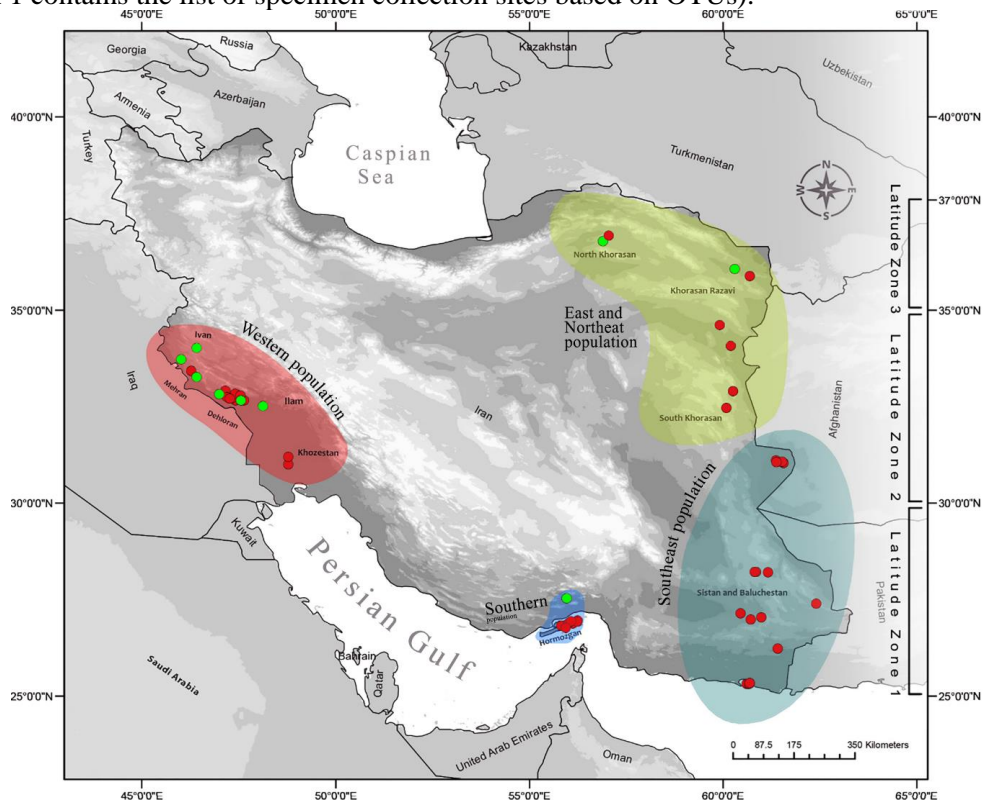 1 contains the list of specimen collection sites based on OTUs).
45°0'0"E 50°0'0"E 55°0'0"E 60°0'0"E 65°0'0"E
Georgia
Russia
Kazakhstan
Uzbekistan
Armenia
Azerbaijan
40°0'0"N
40°0'0"N
Turkey
Caspian
Sea
Turkmenistan
N
W E
S
37°0'0"N
Latitude Zone 3
North Khorasan
Khorasan Razavi
35°0'0"N
35°0'0"N
East and
Northeat
population
Western population
Ivan
Iraq
Mehran
Ilam
Dehloran
Khozestan
Iran
South Khorasan
Afghanistan
Latitude Zone 2
30°0'0"N
30°0'0"N
Southeast population
Kuwait
Persian Gulf
Sistan and Baluchestan
Pakistan
Latitude Zone 1
Southern
population
Hormozgan
Bahrain
Qatar
Saudi Arabia
25°0'0"N
25°0'0"N
United Arab Emirates
Oman
0 87.5 175 350 Kilometers
45°0'0"E 50°0'0"E 55°0'0"E 60°0'0"E 65°0'0"E